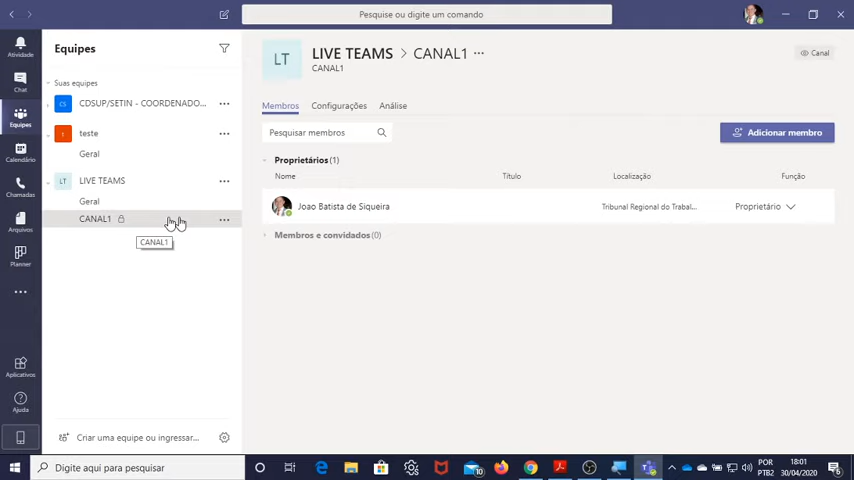 Pesquise ou digite um comando
Atividade
Chat
Equipes
Calendário
Chamadas
Arquivos
Planner
Aplicativos
Ajuda
Equipes
Suas equipes
CS CDSUP/SETIN - COORDENADO...
t teste
Geral
LT LIVE TEAMS
Geral
CANAL1
CANAL1
Criar uma equipe ou ingressar...
LT LIVE TEAMS > CANAL1 ...
CANAL1
Canal
Membros Configurações Análise
Pesquisar membros
Adicionar membro
Proprietários (1)
Nome Título Localização Função
Joao Batista de Siqueira Tribunal Regional do Trabal... Proprietário
Membros e convidados (0)
Digite aqui para pesquisar
10
POR
PTB2
18:01
30/04/2020